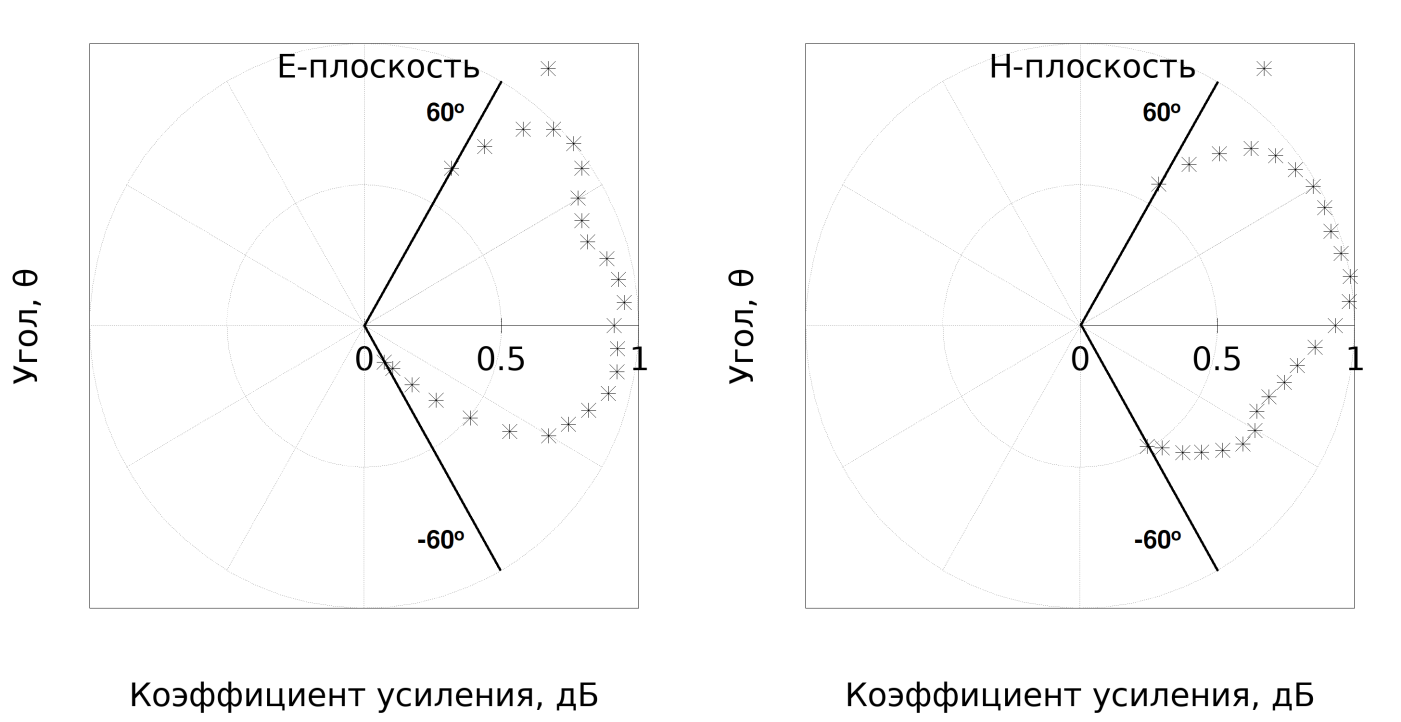 E-плоскость
60º
Угол, θ
0 0.5 1
-60º
Коэффициент усиления, дБ
H-плоскость
60º
Угол, θ
0 0.5 1
-60º
Коэффициент усиления, дБ